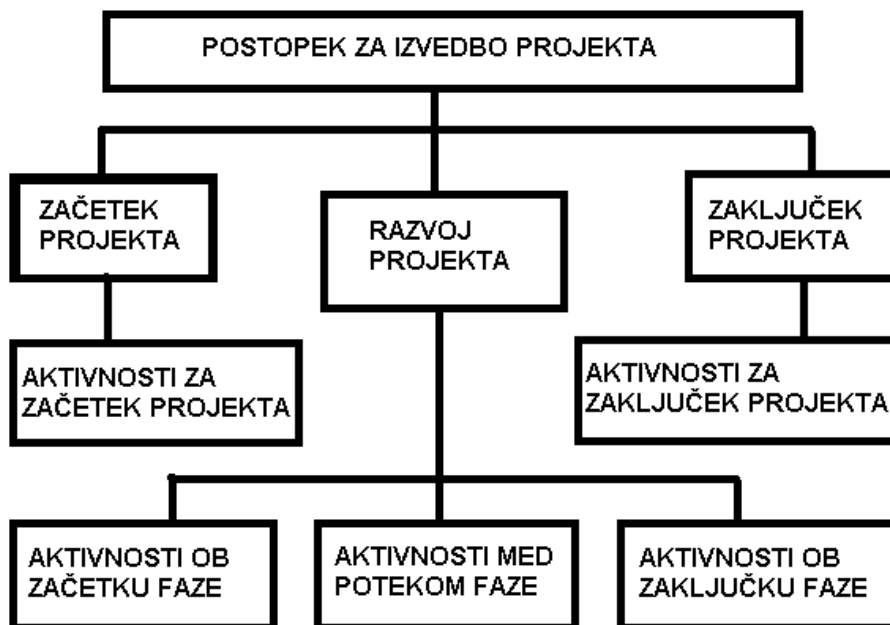 POSTOPEK ZA IZVEDBO PROJEKTA
ZAČETEK
PROJEKTA
RAZVOJ
PROJEKTA
ZAKLJUČEK
PROJEKTA
AKTIVNOSTI ZA
ZAČETEK PROJEKTA
AKTIVNOSTI ZA
ZAKLJUČEK PROJEKTA
AKTIVNOSTI OB
ZAČETKU FAZE
AKTIVNOSTI MED
POTEKOM FAZE
AKTIVNOSTI OB
ZAKLJUČKU FAZE